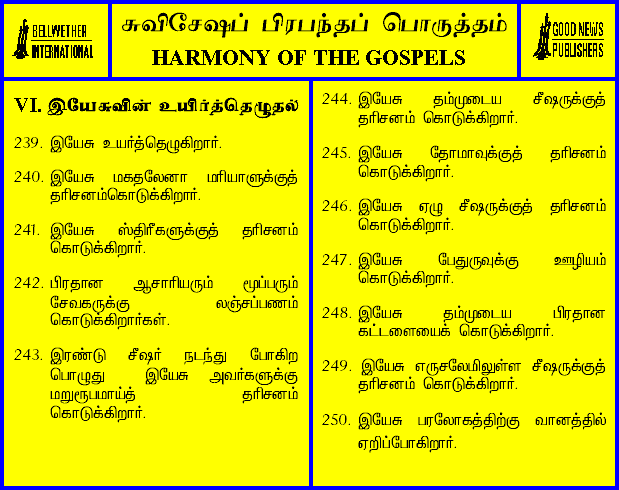 BELLWETHER
INTERNATIONAL
சுவிசேஷப் பிரபந்தப் பொருத்தம்
HARMONY OF THE GOSPELS
GOOD NEWS
PUBLISHERS
VI. இயேசுவின் உயிர்த்தெழுதல்
239. இயேசு உயர்த்தெழுகிறார்.
240. இயேசு மகதலேனா மரியாளுக்குத்
தரிசனம்கொடுக்கிறார்.
241. இயேசு ஸ்திரீகளுக்குத் தரிசனம்
கொடுக்கிறார்.
242. பிரதான ஆசாரியரும் மூப்பரும்
சேவகருக்கு லஞ்சப்பணம்
கொடுக்கிறார்கள்.
243. இரண்டு சீஷர் நடந்து போகிற
பொழுது இயேசு அவர்களுக்கு
மறுரூபமாய்த் தரிசனம்
கொடுக்கிறார்.
244. இயேசு தம்முடைய சீஷருக்குத்
தரிசனம் கொடுக்கிறார்.
245. இயேசு தோமாவுக்குத் தரிசனம்
கொடுக்கிறார்.
246. இயேசு ஏழு சீஷருக்குத் தரிசனம்
கொடுக்கிறார்.
247. இயேசு பேதுருவுக்கு ஊழியம்
கொடுக்கிறார்.
248. இயேசு தம்முடைய பிரதான
கட்டளையைக் கொடுக்கிறார்.
249. இயேசு எருசலேமிலுள்ள சீஷருக்குத்
தரிசனம் கொடுக்கிறார்.
250. இயேசு பரலோகத்திற்கு வானத்தில்
ஏறிப்போகிறார்.